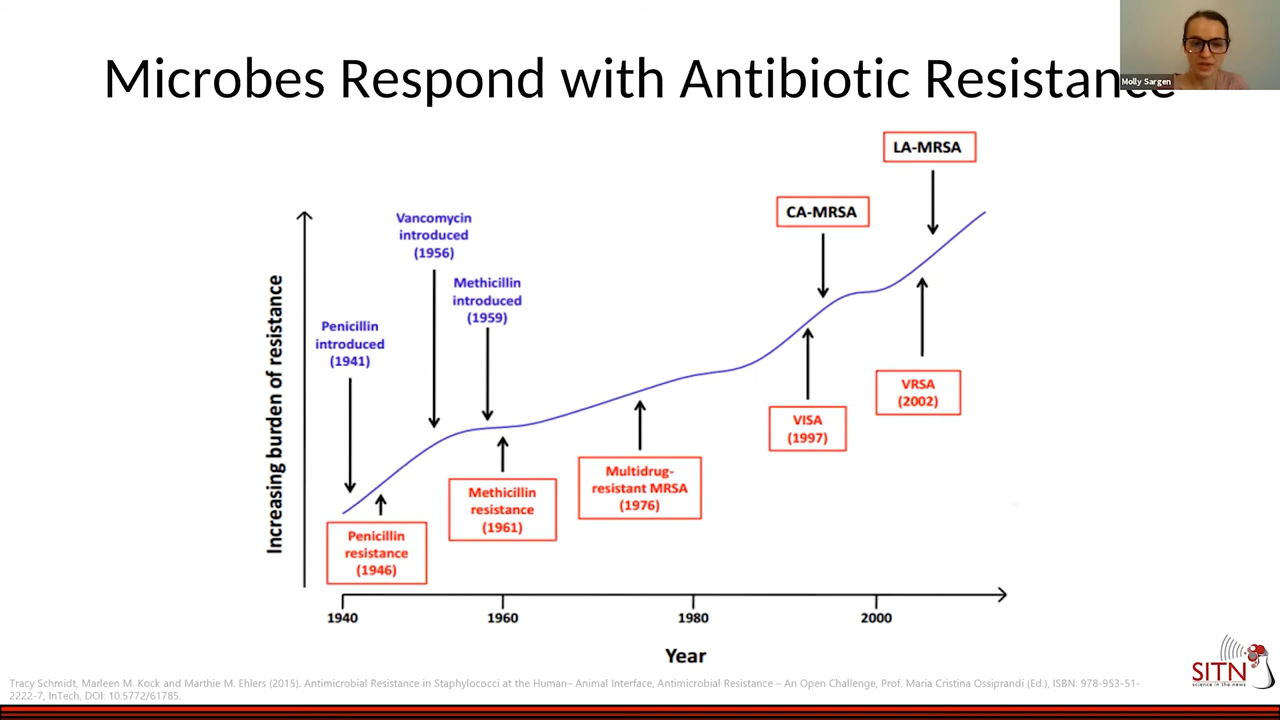 Microbes Respond with Antibiotic Resistance
Molly Sargen
LA-MRSA
CA-MRSA
Vancomycin
introduced
(1956)
Methicillin
introduced
(1959)
Penicillin
introduced
(1941)
Increasing burden of resistance
VRSA
(2002)
VISA
(1997)
Multidrug-
resistant MRSA
(1976)
Methicillin
resistance
(1961)
Penicillin
resistance
(1946)
1940
1960
1980
2000
Year
SITN
science in the news
Tracy Schmidt, Marleen M. Kock and Marthie M. Ehlers (2015). Antimicrobial Resistance in Staphylococci at the Human– Animal Interface, Antimicrobial Resistance – An Open Challenge, Prof. Maria Cristina Ossiprandi (Ed.), ISBN: 978-953-51-
2222-7, InTech. DOI: 10.5772/61785.